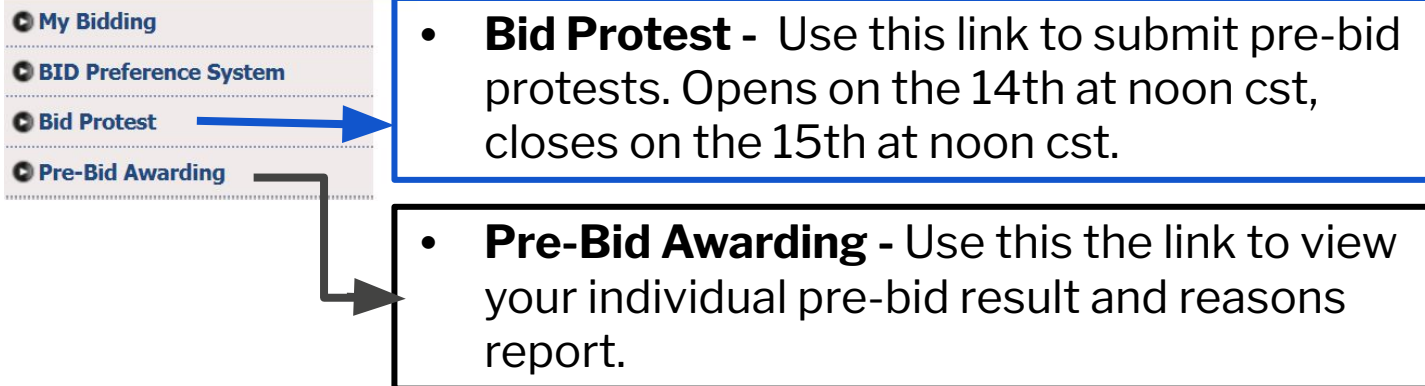 My Bidding
BID Preference System
Bid Protest
Pre-Bid Awarding
• Bid Protest - Use this link to submit pre-bid
protests. Opens on the 14th at noon cst,
closes on the 15th at noon cst.
• Pre-Bid Awarding - Use this the link to view
your individual pre-bid result and reasons
report.